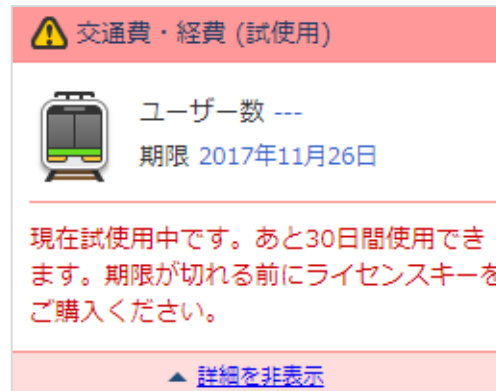 交通費・経費 (試使用)
ユーザー数 ---
期限 2017年11月26日
現在試使用中です。あと30日間使用でき
ます。期限が切れる前にライセンスキーを
ご購入ください。
▲ 詳細を非表示